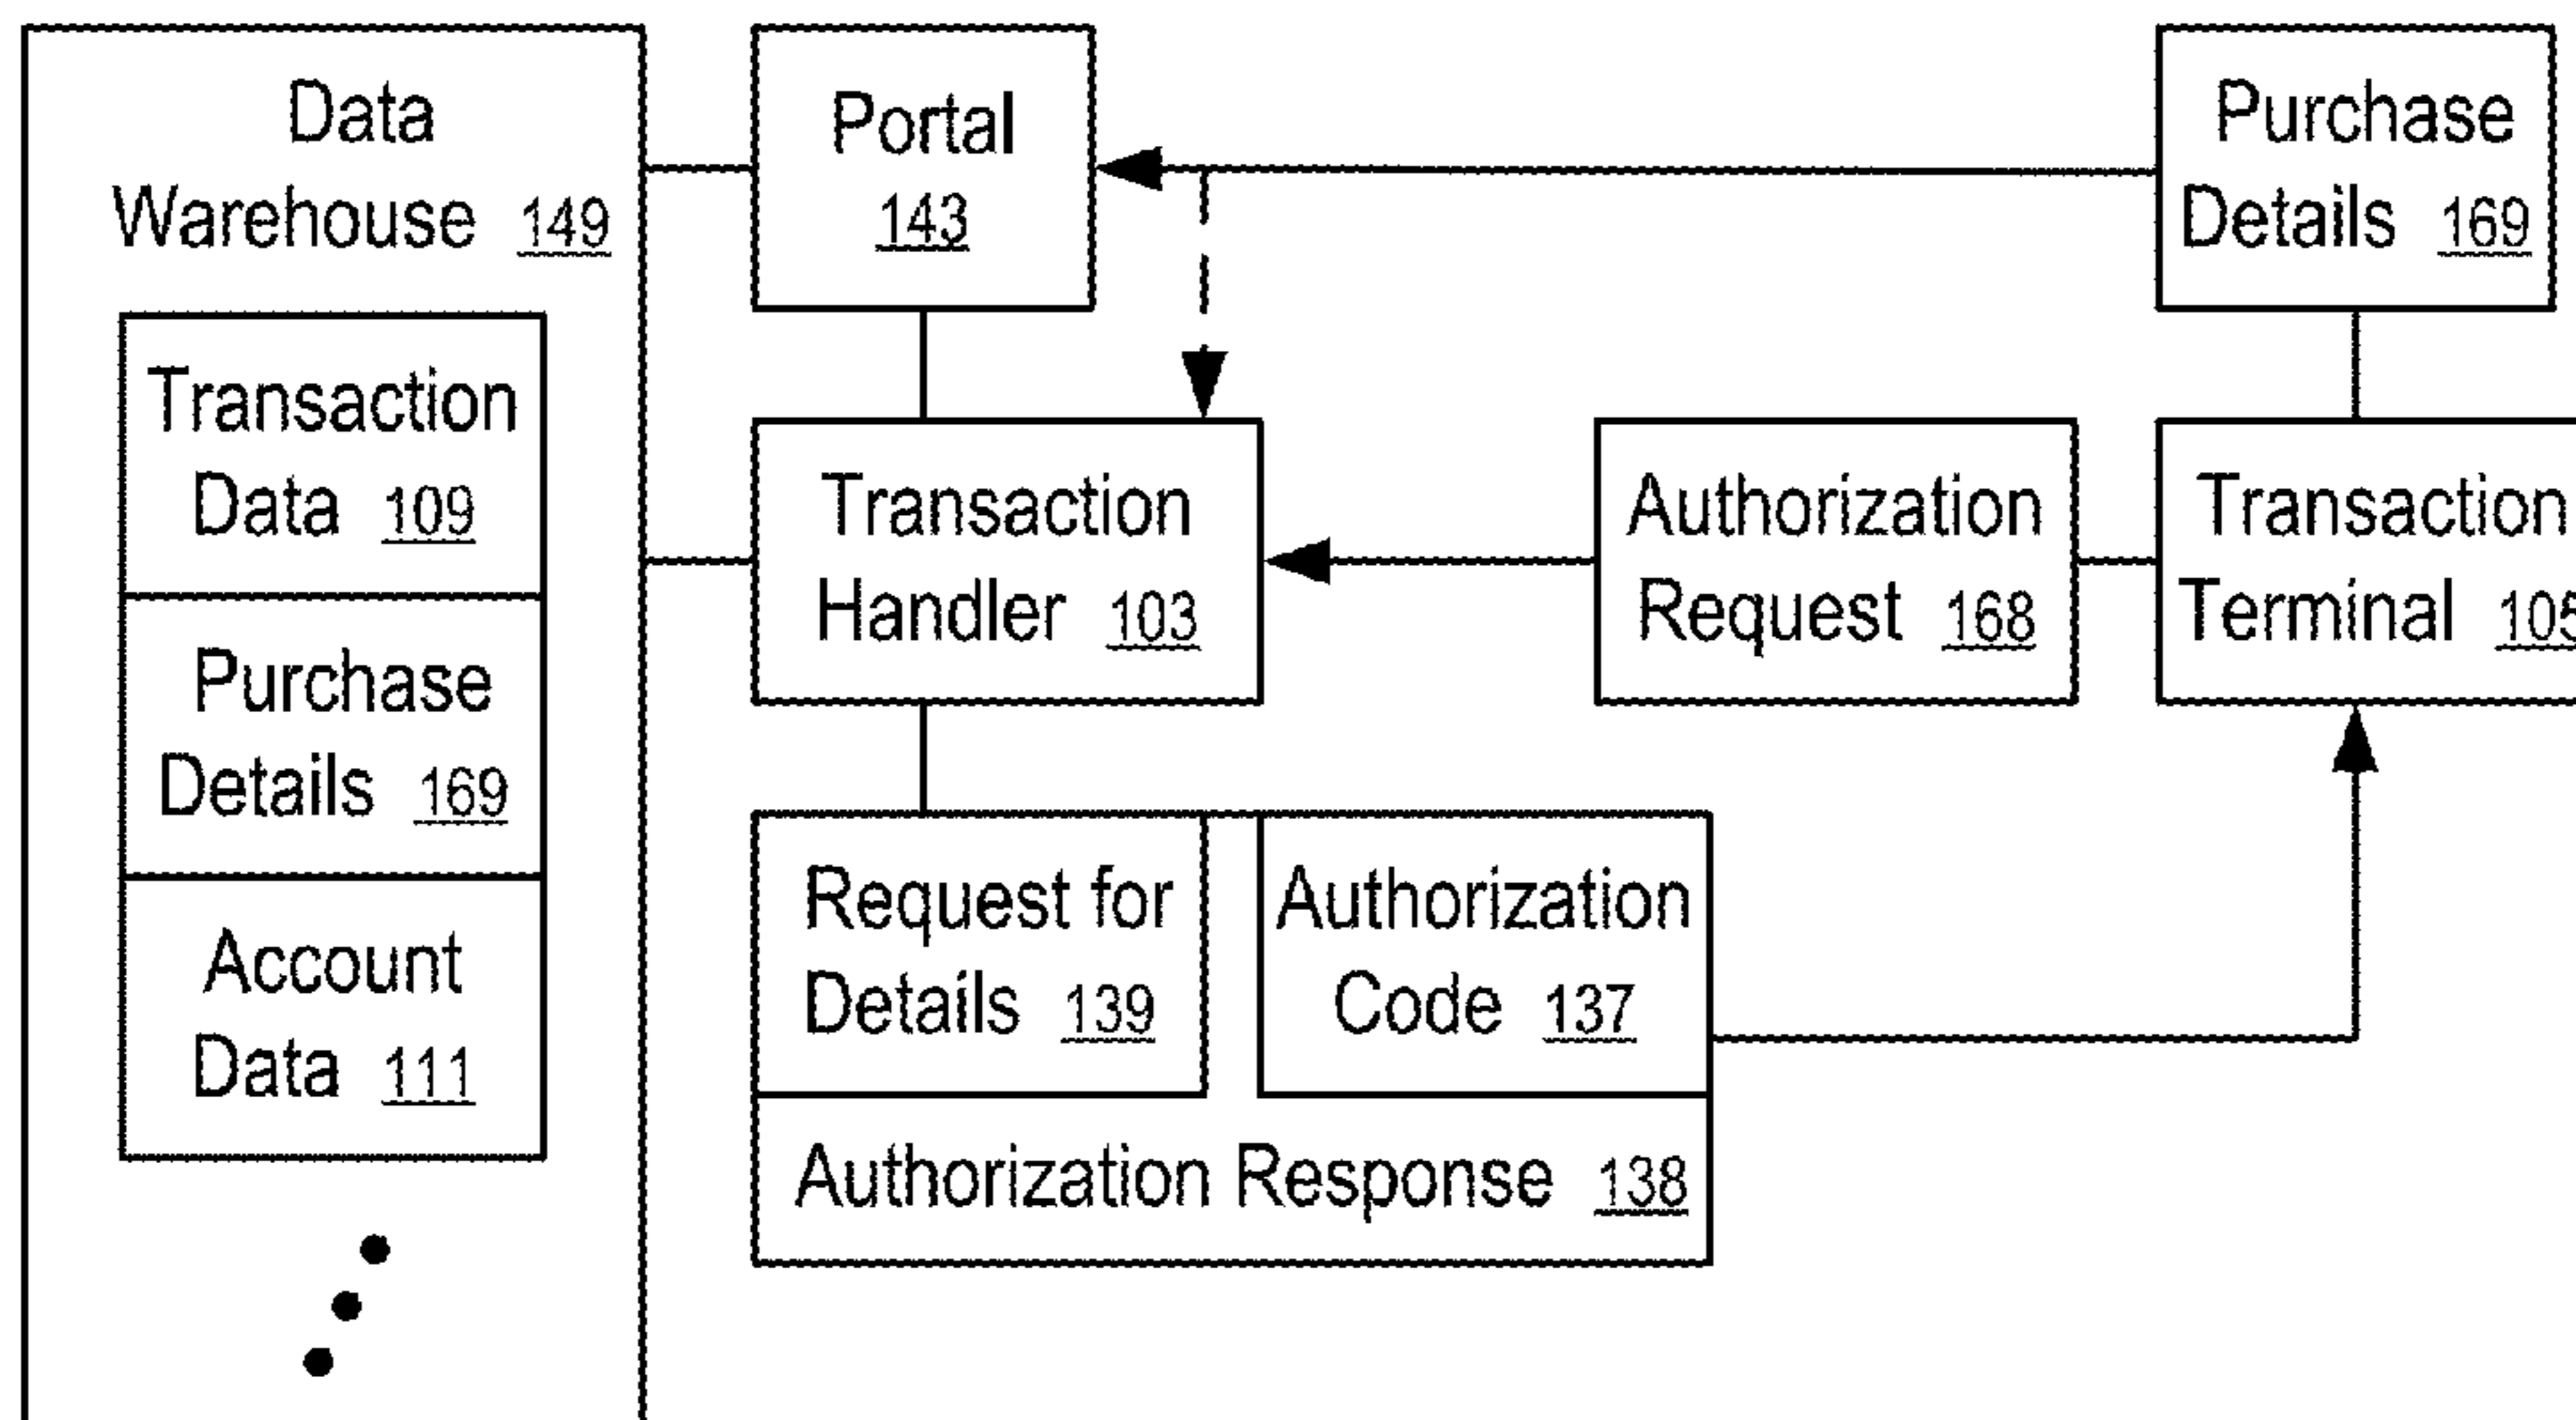 Data
Warehouse 149
Transaction
Data 109
Purchase
Details 169
Account
Data 111
Portal
143
Purchase
Details 169
Transaction
Handler 103
Authorization
Request 168
Transaction
Terminal 105
Request for
Details 139
Authorization
Code 137
Authorization Response 138